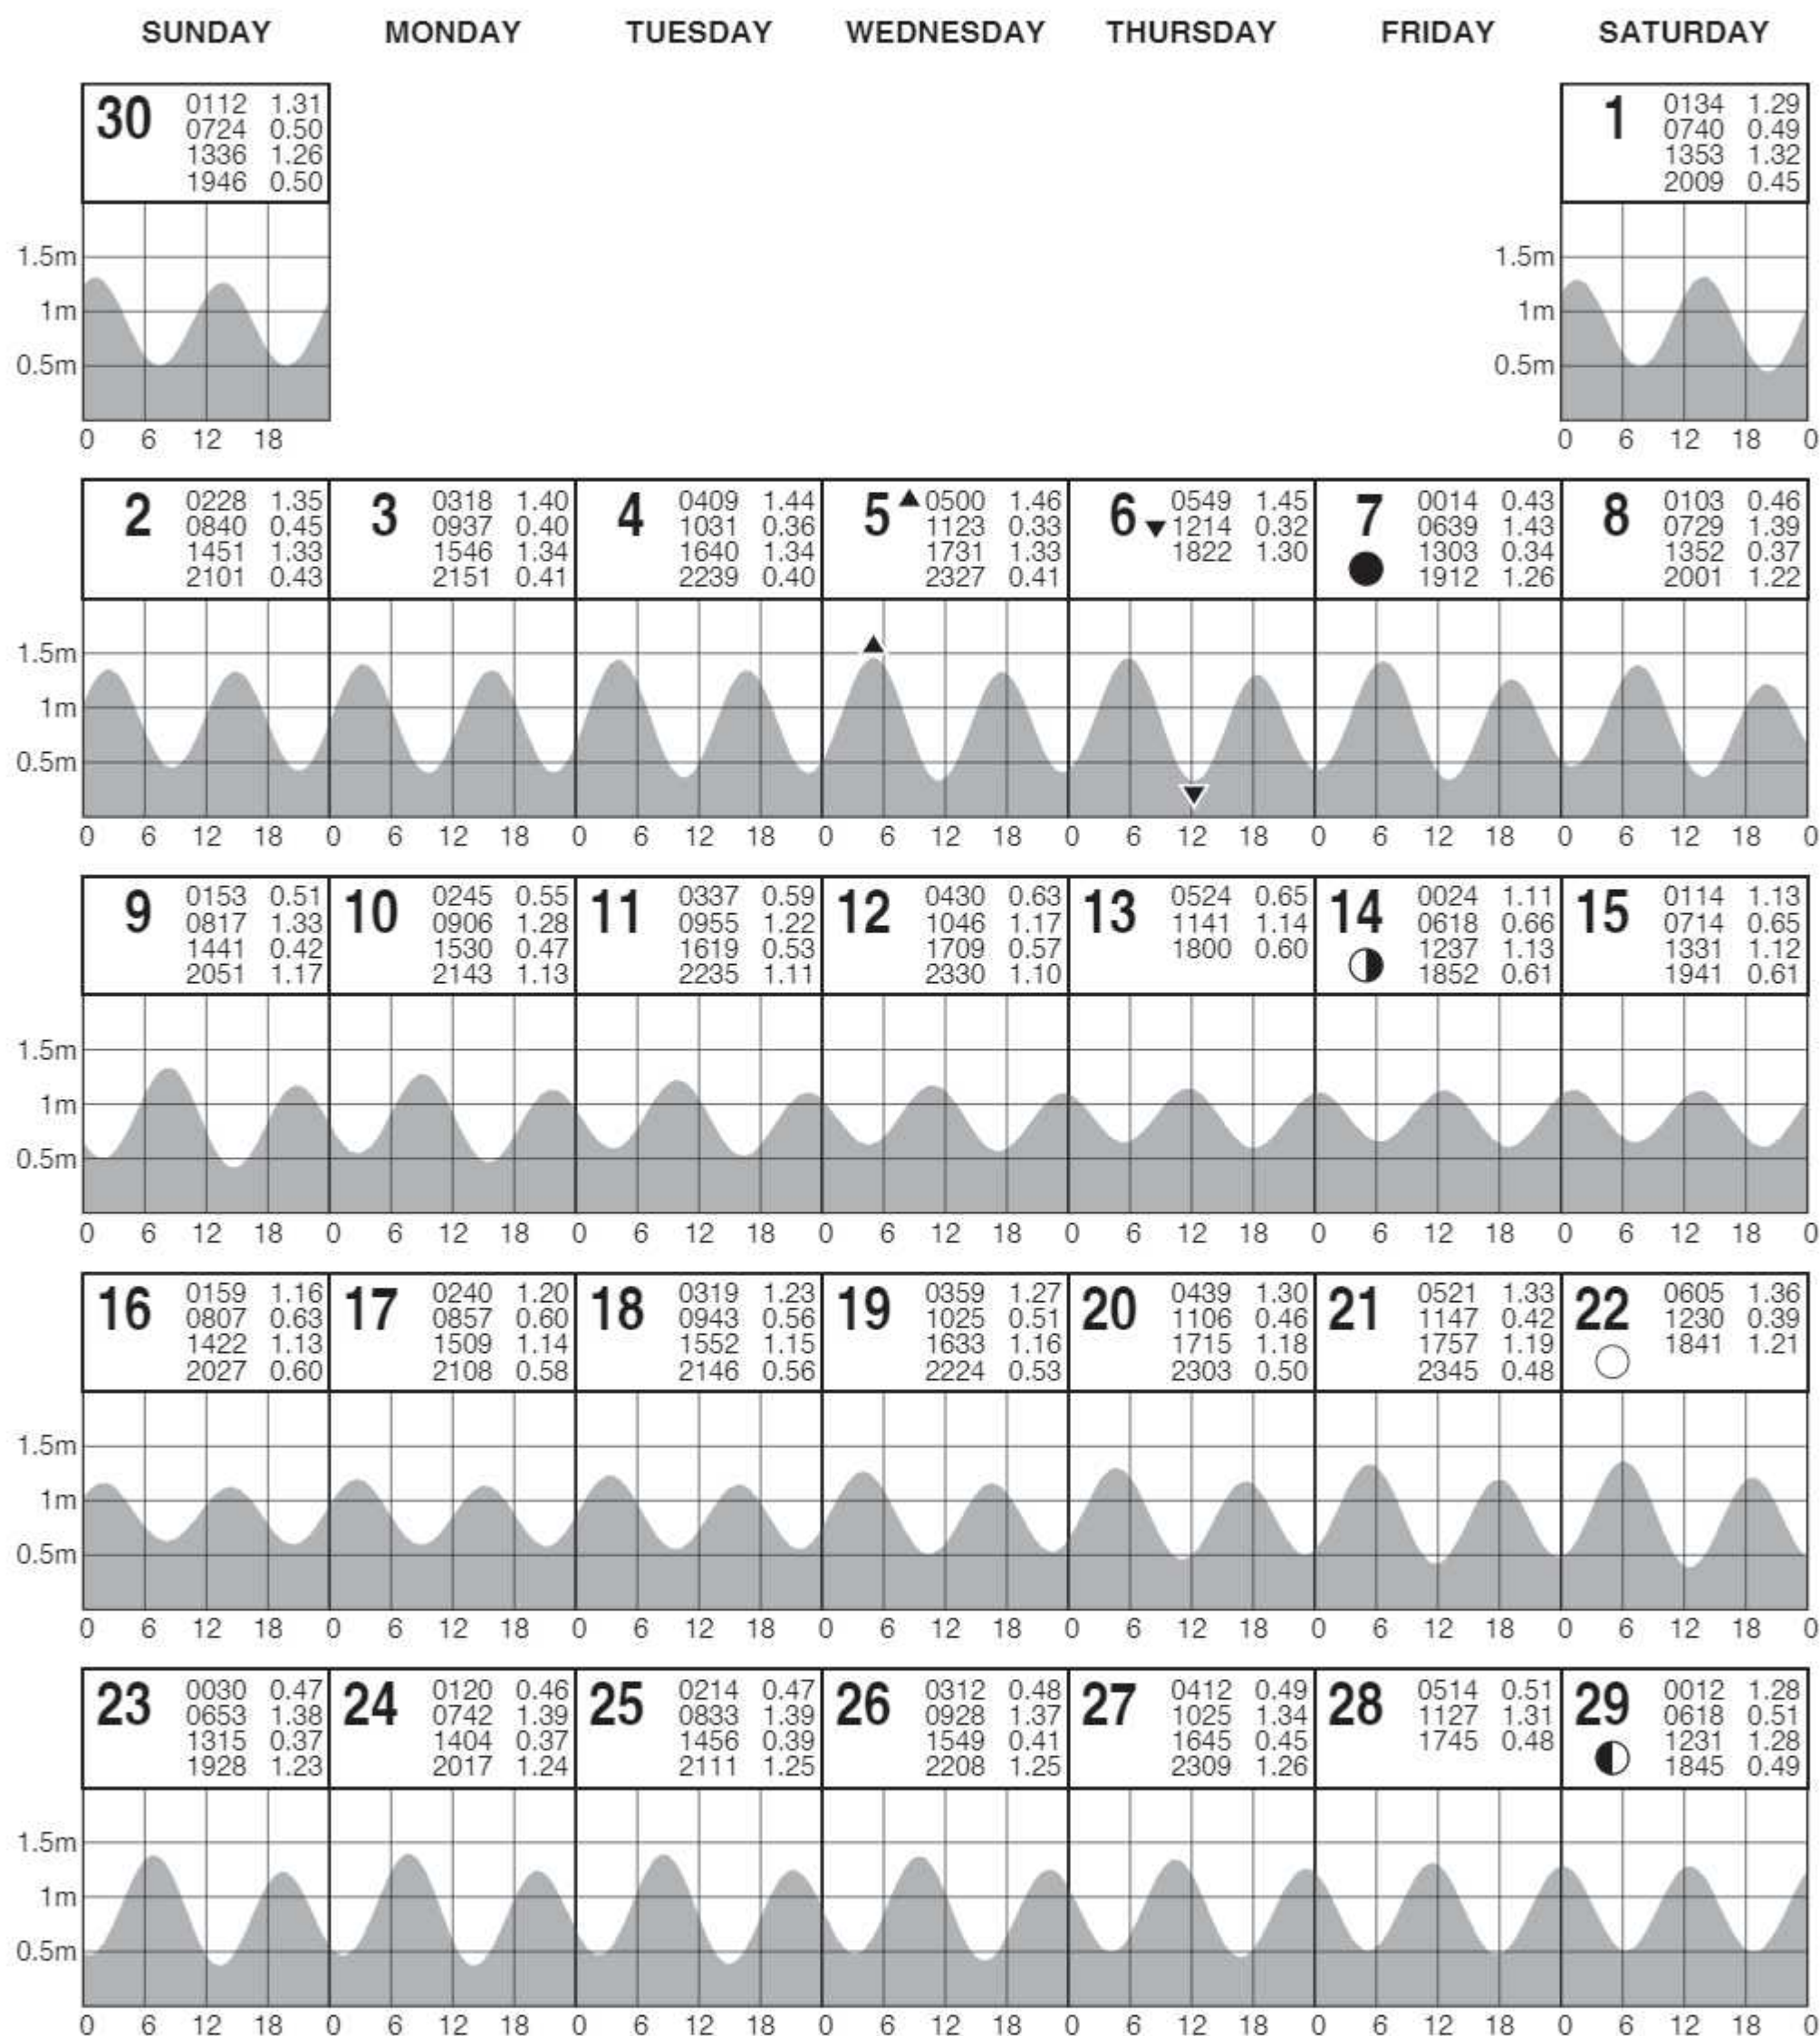 SUNDAY MONDAY TUESDAY WEDNESDAY THURSDAY FRIDAY SATURDAY
30 0112 1.31
0724 0.50
1336 1.26
1946 0.50
1 0134 1.29
0740 0.49
1353 1.32
2009 0.45
1.5m 1.5m
1m 1m
0.5m 0.5m
0 6 12 18 0 6 12 18 0
2 0228 1.35
0840 0.45
1451 1.33
2101 0.43
3 0318 1.40
0937 0.40
1546 1.34
2151 0.41
4 0409 1.44
1031 0.36
1640 1.34
2239 0.40
5 0500 1.46
1123 0.33
1731 1.33
2327 0.41
6 0549 1.45
1214 0.32
1822 1.30
7 0014 0.43
0639 1.43
1303 0.34
1912 1.26
8 0103 0.46
0729 1.39
1352 0.37
2001 1.22
1.5m
1m
0.5m
0 6 12 18 0 6 12 18 0 6 12 18 0 6 12 18 0 6 12 18 0 6 12 18 0 6 12 18 0
9 0153 0.51
0817 1.33
1441 0.42
2051 1.17
10 0245 0.55
0906 1.28
1530 0.47
2143 1.13
11 0337 0.59
0955 1.22
1619 0.53
2235 1.11
12 0430 0.63
1046 1.17
1709 0.57
2330 1.10
13 0524 0.65
1141 1.14
1800 0.60
14 0024 1.11
0618 0.66
1237 1.13
1852 0.61
15 0114 1.13
0714 0.65
1331 1.12
1941 0.61
1.5m
1m
0.5m
0 6 12 18 0 6 12 18 0 6 12 18 0 6 12 18 0 6 12 18 0 6 12 18 0 6 12 18 0
16 0159 1.16
0807 0.63
1422 1.13
2027 0.60
17 0240 1.20
0857 0.60
1509 1.14
2108 0.58
18 0319 1.23
0943 0.56
1552 1.15
2146 0.56
19 0359 1.27
1025 0.51
1633 1.16
2224 0.53
20 0439 1.30
1106 0.46
1715 1.18
2303 0.50
21 0521 1.33
1147 0.42
1757 1.19
2345 0.48
22 0605 1.36
1230 0.39
1841 1.21
1.5m
1m
0.5m
0 6 12 18 0 6 12 18 0 6 12 18 0 6 12 18 0 6 12 18 0 6 12 18 0 6 12 18 0
23 0030 0.47
0653 1.38
1315 0.37
1928 1.23
24 0120 0.46
0742 1.39
1404 0.37
2017 1.24
25 0214 0.47
0833 1.39
1456 0.39
2111 1.25
26 0312 0.48
0928 1.37
1549 0.41
2208 1.25
27 0412 0.49
1025 1.34
1645 0.45
2309 1.26
28 0514 0.51
1127 1.31
1745 0.48
29 0012 1.28
0618 0.51
1231 1.28
1845 0.49
1.5m
1m
0.5m
0 6 12 18 0 6 12 18 0 6 12 18 0 6 12 18 0 6 12 18 0 6 12 18 0 6 12 18 0